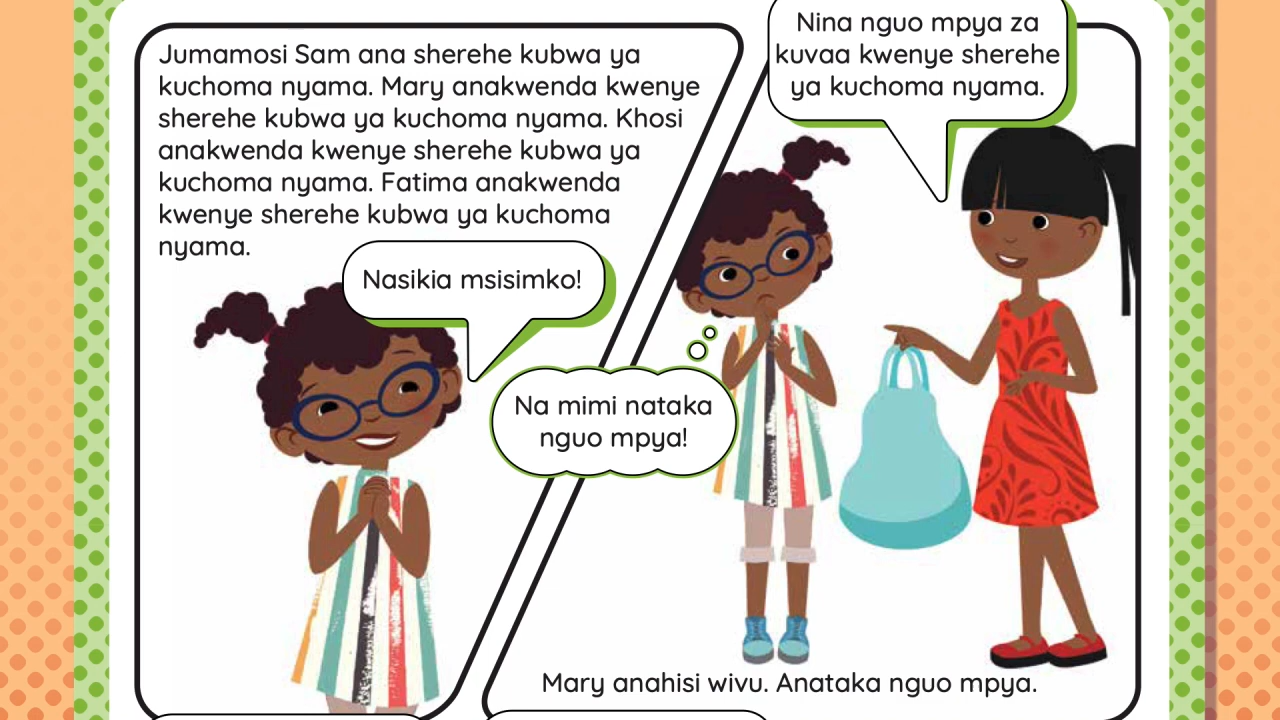 Jumamosi Sam ana sherehe kubwa ya
kuchoma nyama. Mary anakwenda kwenye
sherehe kubwa ya kuchoma nyama. Khosi
anakwenda kwenye sherehe kubwa ya
kuchoma nyama. Fatima anakwenda
kwenye sherehe kubwa ya kuchoma
nyama.
Nasikia msisimko!
Nina nguo mpya za
kuvaa kwenye sherehe
ya kuchoma nyama.
Na mimi nataka
nguo mpya!
Mary anahisi wivu. Anataka nguo mpya.